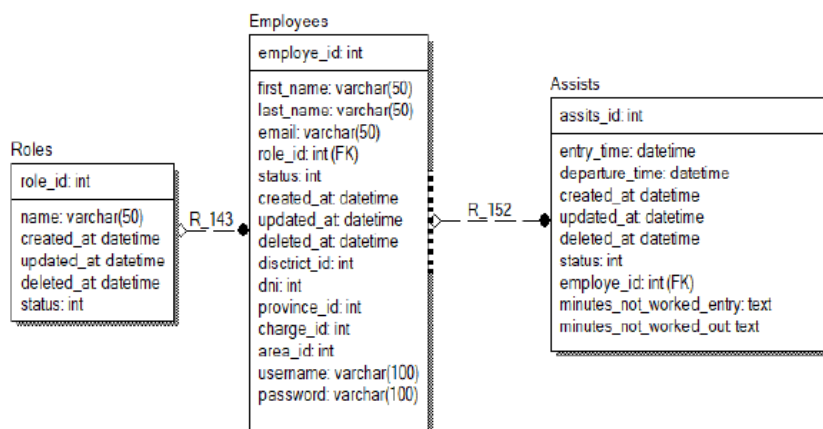 Employees
employe_id: int
first_name: varchar(50)
last_name: varchar(50)
email: varchar(50)
role_id: int (FK)
status: int
created_at: datetime
updated_at: datetime
deleted_at: datetime
disctrict_id: int
dni: int
province_id: int
charge_id: int
area_id: int
username: varchar(100)
password: varchar(100)
Roles
role_id: int
name: varchar(50)
created_at: datetime
updated_at: datetime
deleted_at: datetime
status: int
R_143
R_152
Assists
assits_id: int
entry_time: datetime
departure_time: datetime
created_at: datetime
updated_at: datetime
deleted_at: datetime
status: int
employe_id: int (FK)
minutes_not_worked_entry: text
minutes_not_worked_out: text